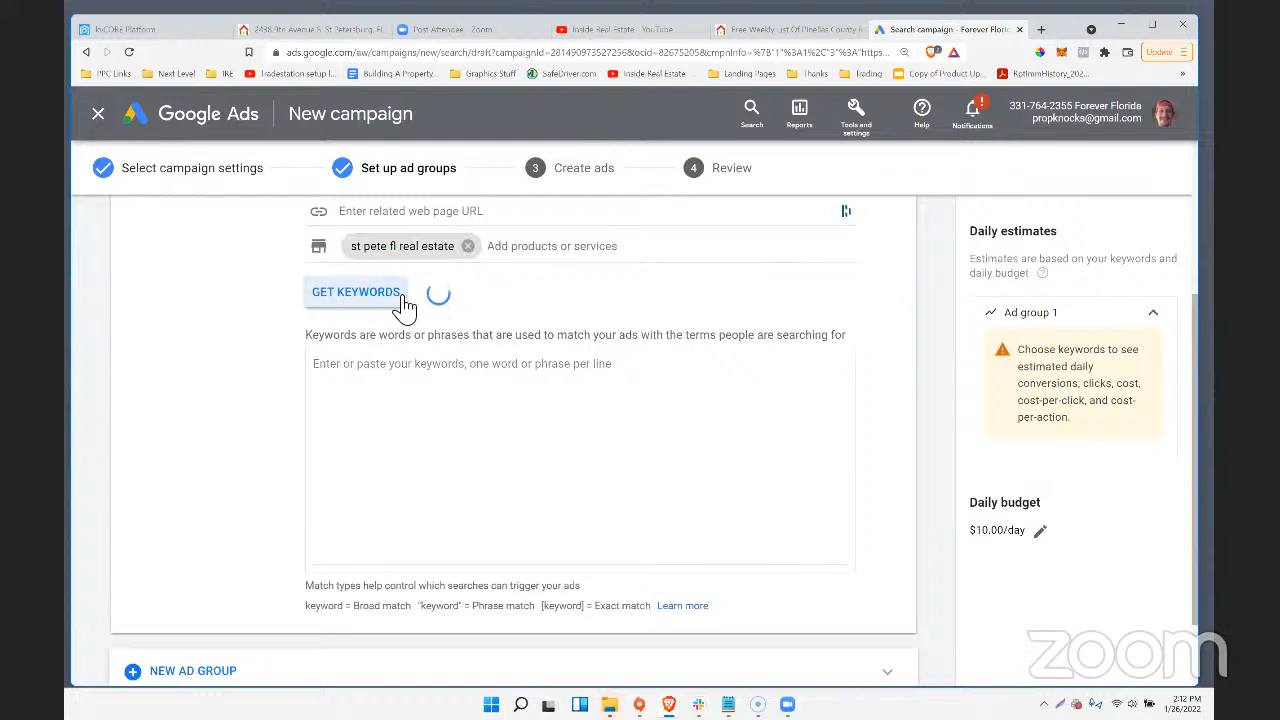 InCORE Platform
2438 9th Avenue S, St Petersburg, Fl
Post Attendee - Zoom
Inside Real Estate - YouTube
Free Weekly List Of Pinellas County R
Search campaign - Forever Florid
ads.google.com/aw/campaigns/new/search/draft?campaignId=281490973527256&ocid=826752058&cmpnInfo=%7B"1"%3A1%2C"3"%3A"https...
Update
PPC Links
Next Level
IRE
Tradestation setup I...
Building A Property...
Graphics Stuff
SafeDriver.com
Inside Real Estate ...
Landing Pages
Thanks
Trading
Copy of Product Up...
RptImmHistory_202...
»
Google Ads
New campaign
Search
Reports
Tools and settings
Help
Notifications
331-764-2355 Forever Florida
propknocks@gmail.com
Select campaign settings
Set up ad groups
3 Create ads
4 Review
Enter related web page URL
st pete fl real estate
Add products or services
GET KEYWORDS
Keywords are words or phrases that are used to match your ads with the terms people are searching for
Enter or paste your keywords, one word or phrase per line
Match types help control which searches can trigger your ads
keyword = Broad match "keyword" = Phrase match [keyword] = Exact match Learn more
NEW AD GROUP
Daily estimates
Estimates are based on your keywords and
daily budget
Ad group 1
Choose keywords to see
estimated daily
conversions, clicks, cost,
cost-per-click, and cost-
per-action.
Daily budget
$10.00/day
zoom
2:12 PM
1/26/2022